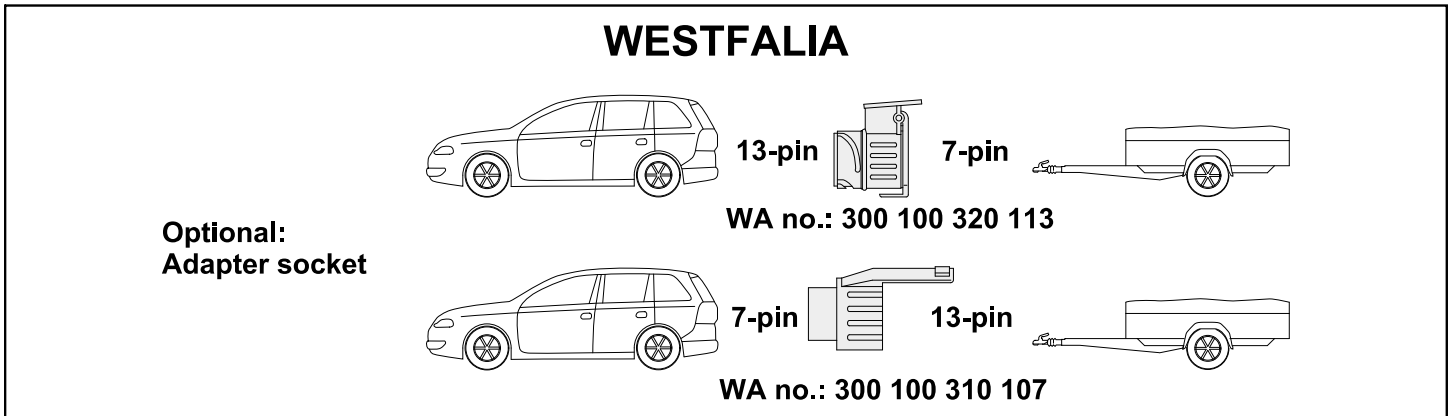 WESTFALIA
13-pin
7-pin
WA no.: 300 100 320 113
Optional:
Adapter socket
7-pin
13-pin
WA no.: 300 100 310 107